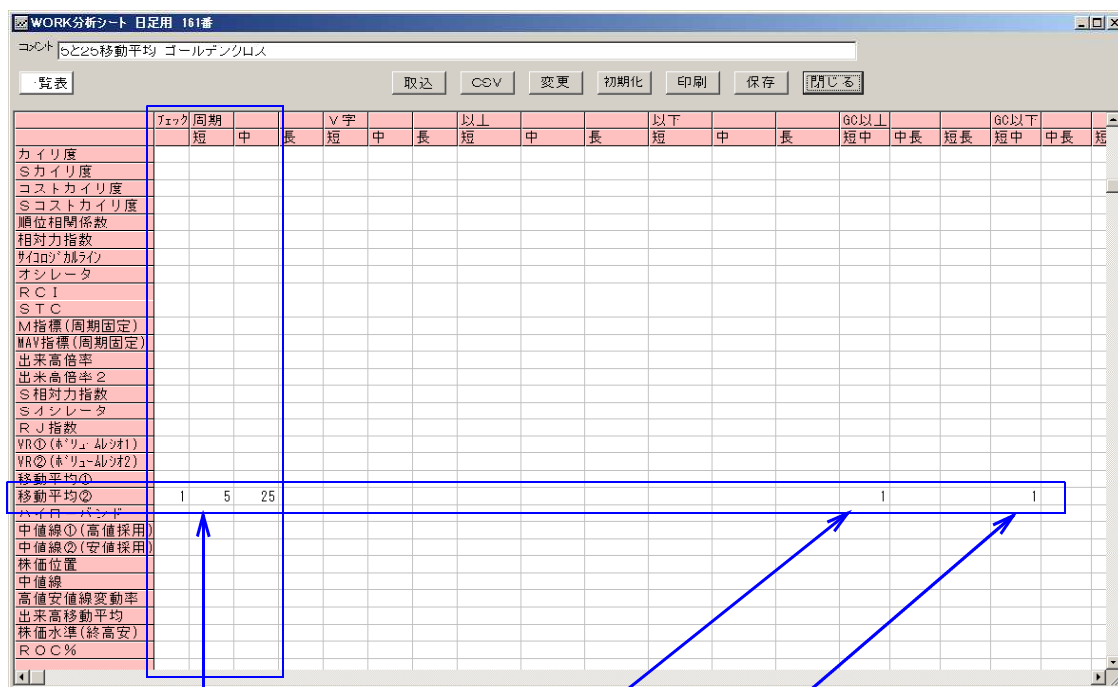 WORK分析シート 日足用 161番
コメント 5と25移動平均 ゴールデンクロス
一覧表 取込 CSV 変更 初期化 印刷 保存 閉じる
チェック 周期 V字 以上 以下 GC以上 GC以下
短 中 長 短 中 長 短 中 長 短 中 長 短中 中長 短長 短中 中長 短
カイリ度
Sカイリ度
コストカイリ度
Sコストカイリ度
順位相関係数
相対力指数
サイコロジカルライン
オシレータ
RCI
STC
M指標(周期固定)
MAV指標(周期固定)
出来高倍率
出来高倍率2
S相対力指数
Sオシレータ
RJ指数
VR①(ボリュームレシオ1)
VR②(ボリュームレシオ2)
移動平均①
移動平均② 1 5 25 1 1
ハイローバンド
中値線①(高値採用)
中値線②(安値採用)
株価位置
中値線
高値安値線変動率
出来高移動平均
株価水準(終高安)
ROC%